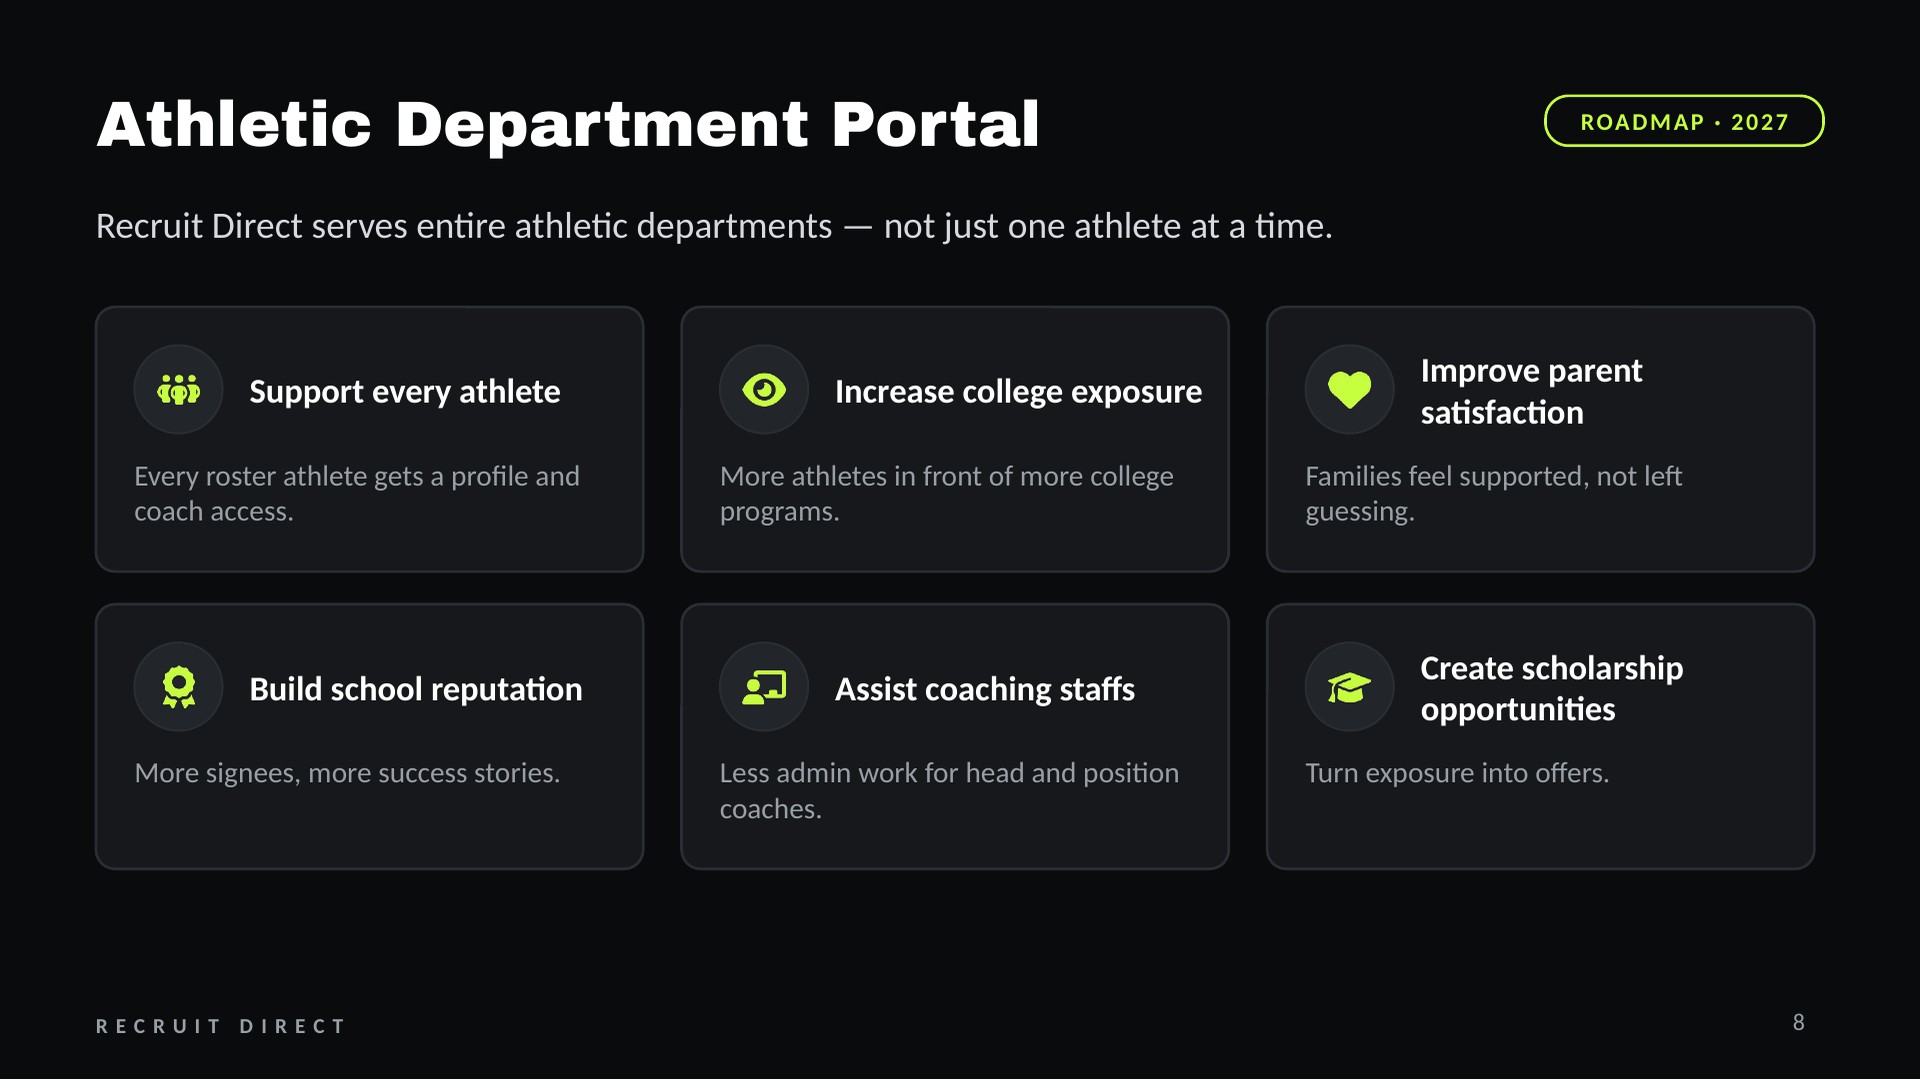 Athletic Department Portal
ROADMAP · 2027
Recruit Direct serves entire athletic departments — not just one athlete at a time.
Support every athlete
Every roster athlete gets a profile and
coach access.
Increase college exposure
More athletes in front of more college
programs.
Improve parent
satisfaction
Families feel supported, not left
guessing.
Build school reputation
More signees, more success stories.
Assist coaching staffs
Less admin work for head and position
coaches.
Create scholarship
opportunities
Turn exposure into offers.
RECRUIT DIRECT
8